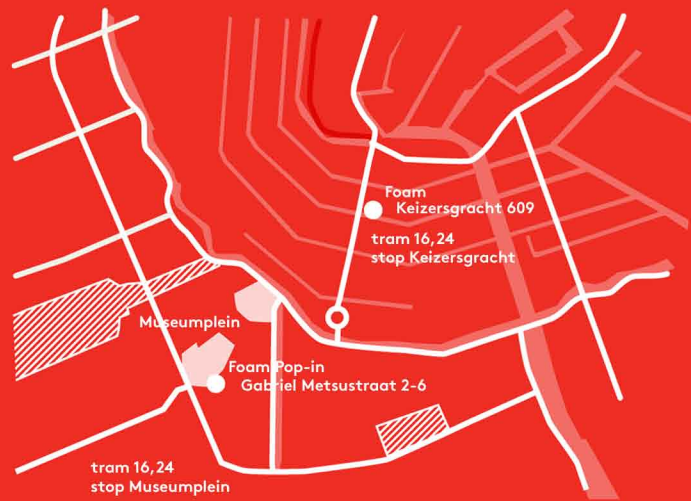 Foam
Keizersgracht 609
tram 16,24
stop Keizersgracht
Museumplein
Foam Pop-in
Gabriel Metsustraat 2-6
tram 16,24
stop Museumplein